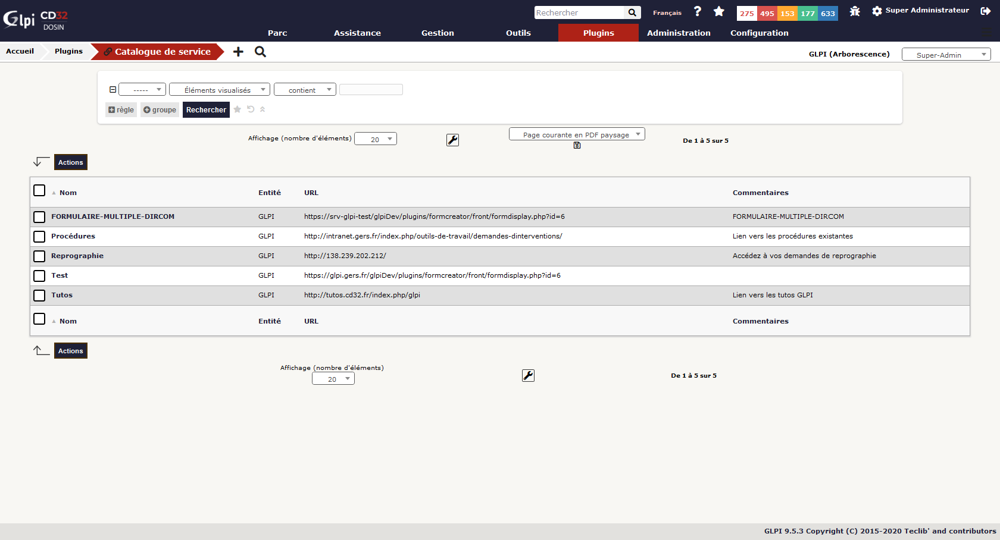 Glpi CD32
DOSIN
Rechercher
Français
?
275 495 153 177 633
Super Administrateur
Parc Assistance Gestion Outils Plugins Administration Configuration
Accueil Plugins Catalogue de service
GLPI (Arborescence) Super-Admin
----- Éléments visualisés contient
règle groupe Rechercher
Affichage (nombre d'éléments) 20 Page courante en PDF paysage De 1 à 5 sur 5
Actions
Nom Entité URL Commentaires
FORMULAIRE-MULTIPLE-DIRCOM GLPI https://srv-glpi-test/glpiDev/plugins/formcreator/front/formdisplay.php?id=6 FORMULAIRE-MULTIPLE-DIRCOM
Procédures GLPI http://intranet.gers.fr/index.php/outils-de-travail/demandes-dinterventions/ Lien vers les procédures existantes
Reprographie GLPI http://138.239.202.212/ Accédez à vos demandes de reprographie
Test GLPI https://glpi.gers.fr/glpiDev/plugins/formcreator/front/formdisplay.php?id=6
Tutos GLPI http://tutos.cd32.fr/index.php/glpi Lien vers les tutos GLPI
Nom Entité URL Commentaires
Actions
Affichage (nombre d'éléments)
20
De 1 à 5 sur 5
GLPI 9.5.3 Copyright (C) 2015-2020 Teclib' and contributors